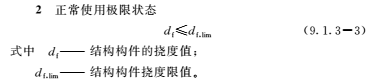 2 正常使用极限状态
d_f≤d_f.lim （9.1.3－3）
式中 d_f—— 结构构件的挠度值；
d_f.lim—— 结构构件挠度限值。